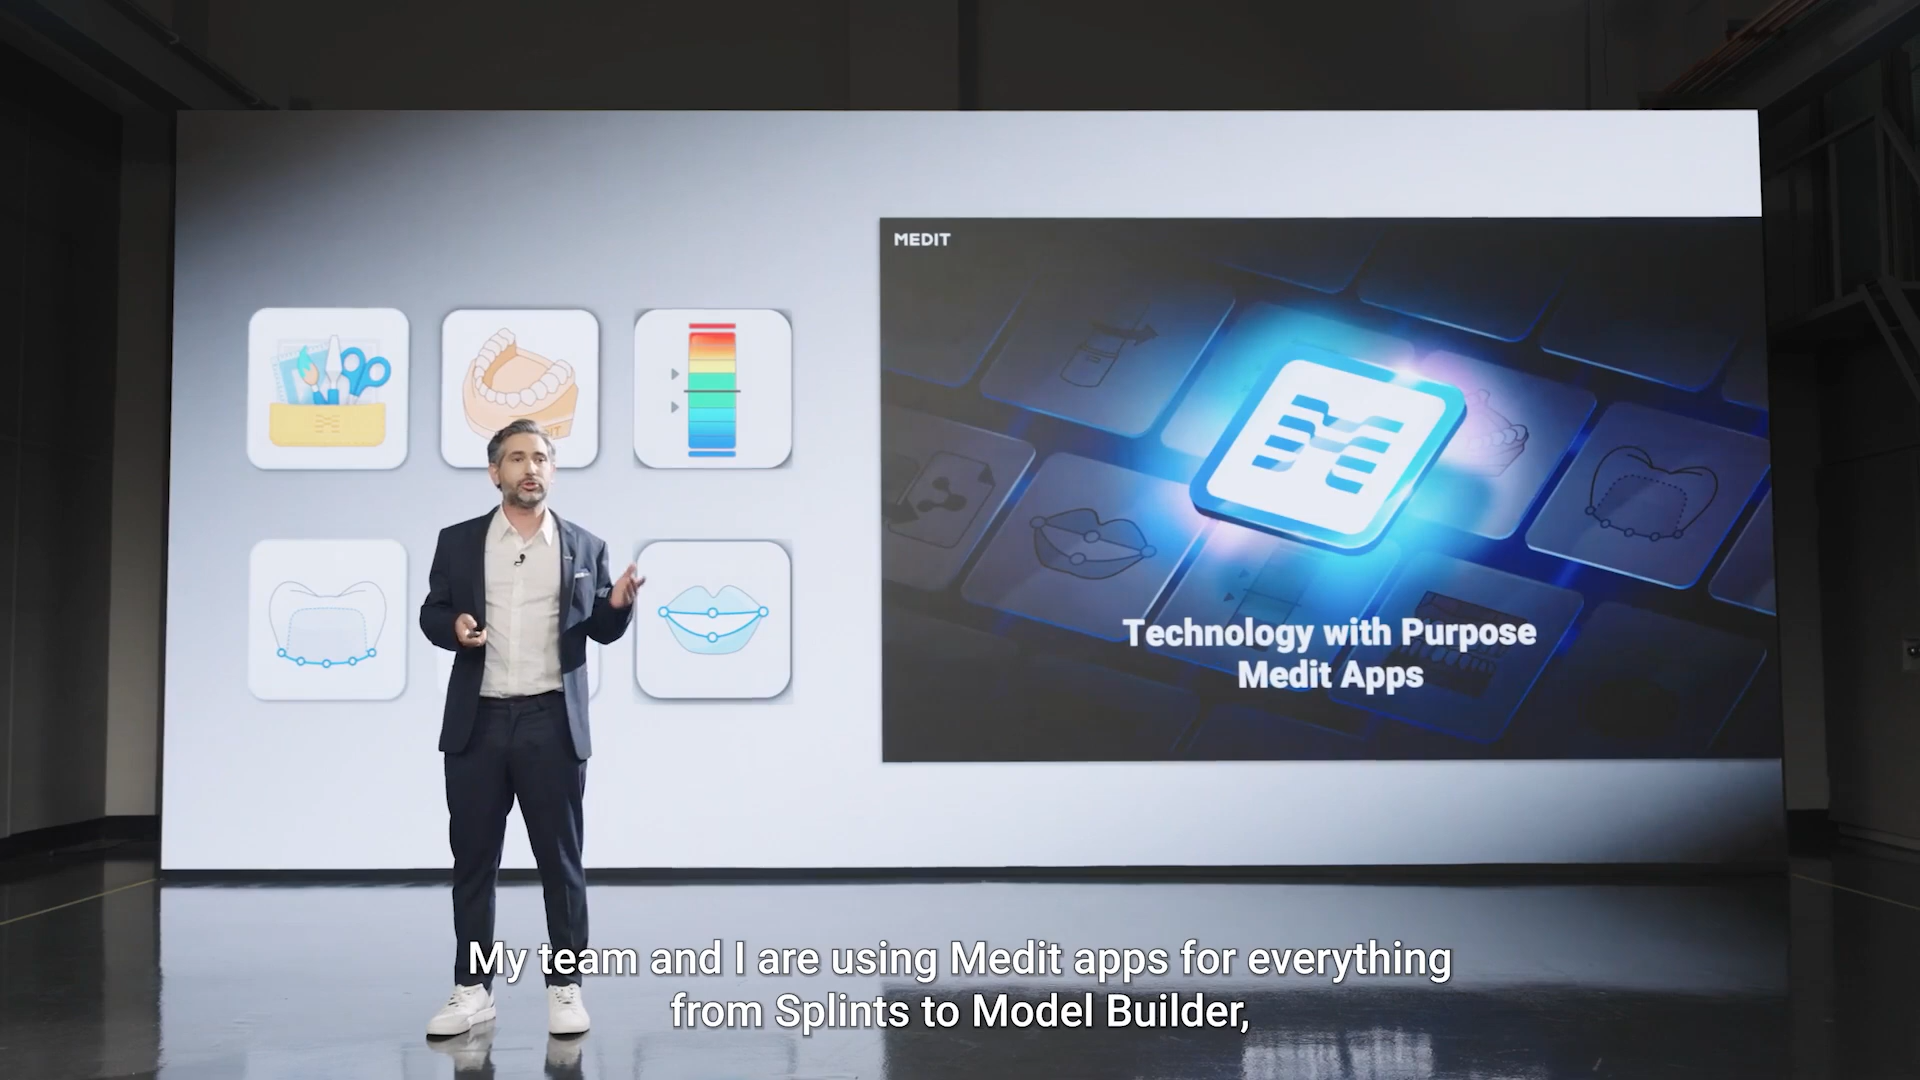 MEDIT
Technology with Purpose
Medit Apps
My team and I are using Medit apps for everything
from Splints to Model Builder,